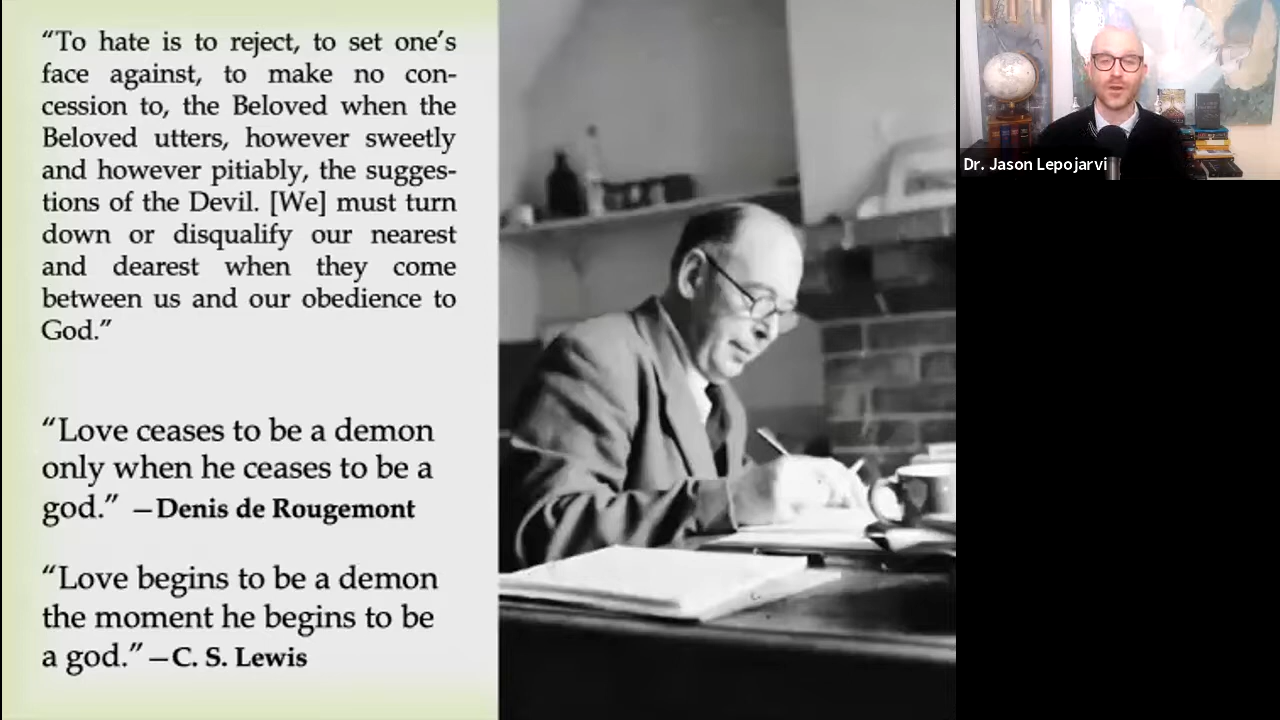 “To hate is to reject, to set one’s
face against, to make no con-
cession to, the Beloved when the
Beloved utters, however sweetly
and however pitiably, the sugges-
tions of the Devil. [We] must turn
down or disqualify our nearest
and dearest when they come
between us and our obedience to
God.”
“Love ceases to be a demon
only when he ceases to be a
god.” —Denis de Rougemont
“Love begins to be a demon
the moment he begins to be
a god.” —C. S. Lewis
Dr. Jason Lepojarvi